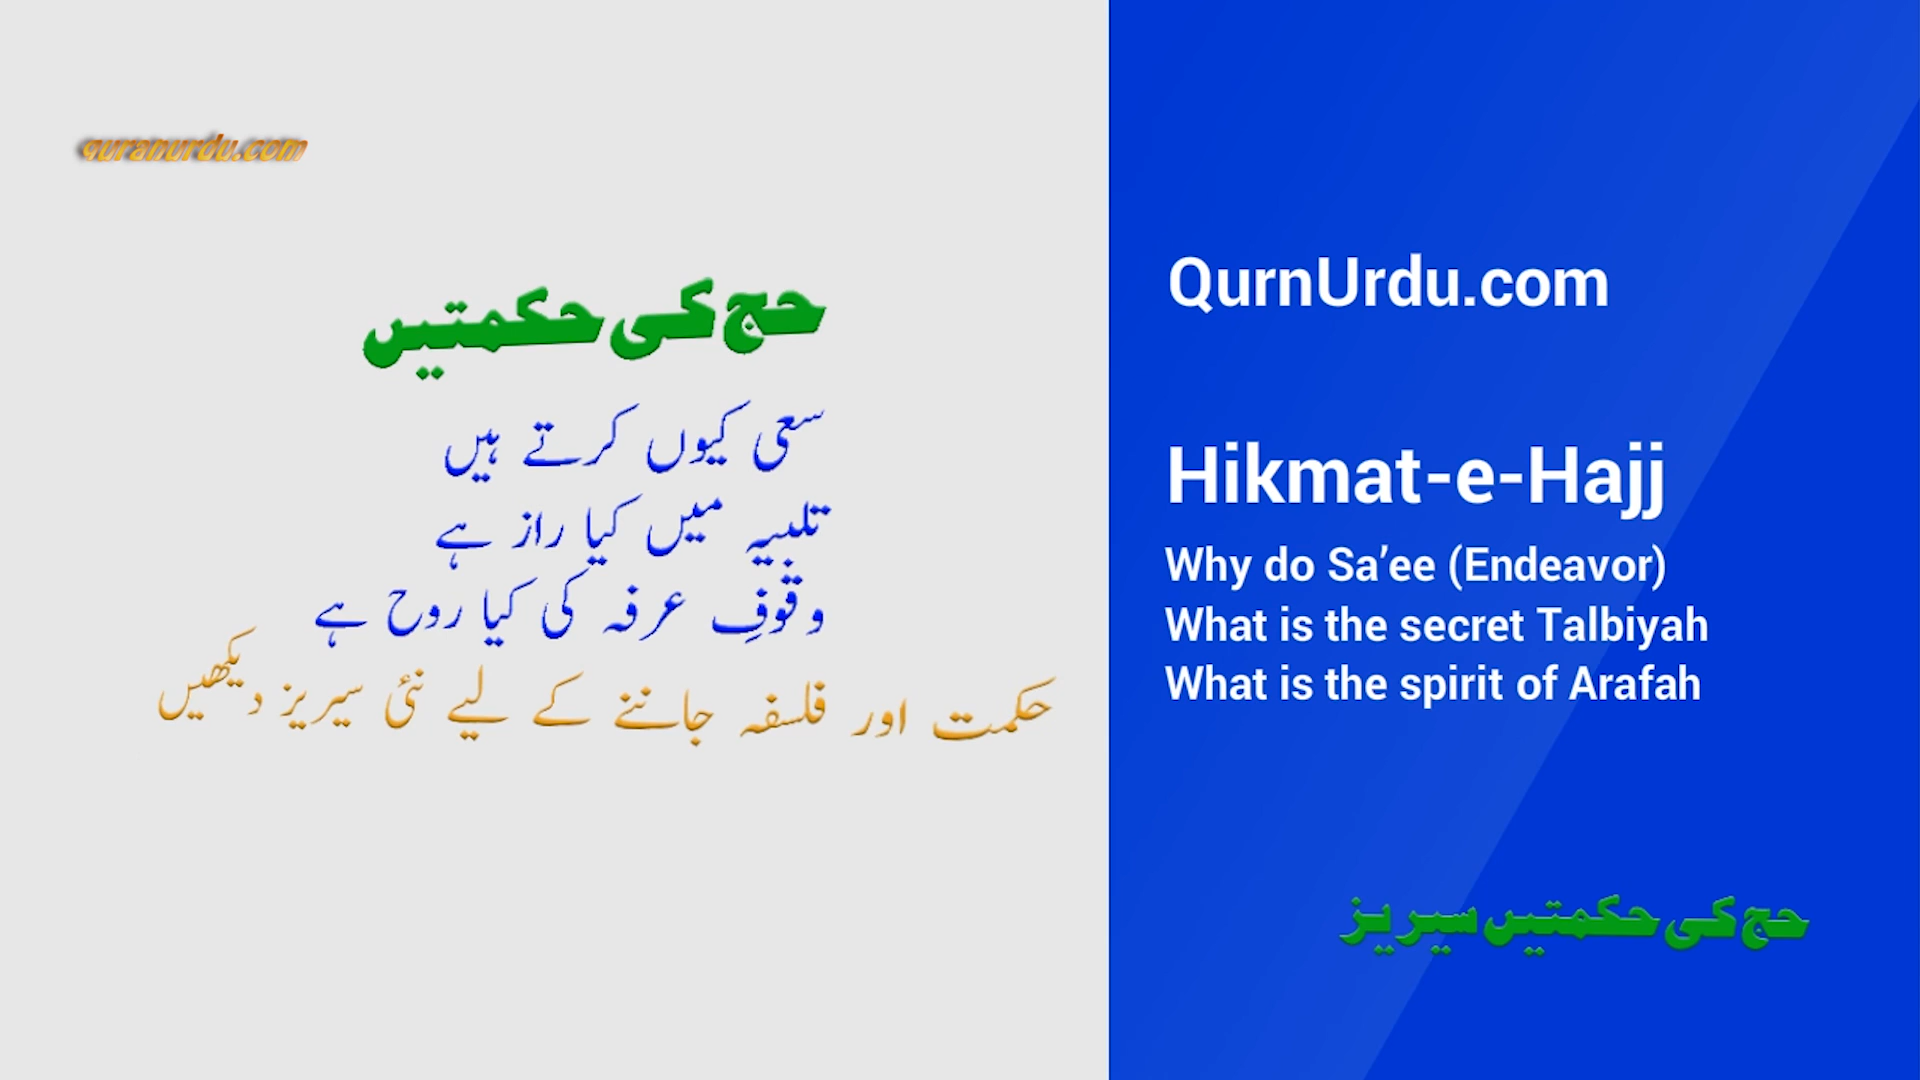 quranurdu.com
حج کی حکمتیں
سعی کیوں کرتے ہیں
تلبیہ میں کیا راز ہے
وقوفِ عرفہ کی کیا روح ہے
حکمت اور فلسفہ جاننے کے لیے نئی سیریز دیکھیں
QurnUrdu.com
Hikmat-e-Hajj
Why do Sa’ee (Endeavor)
What is the secret Talbiyah
What is the spirit of Arafah
حج کی حکمتیں سیریز